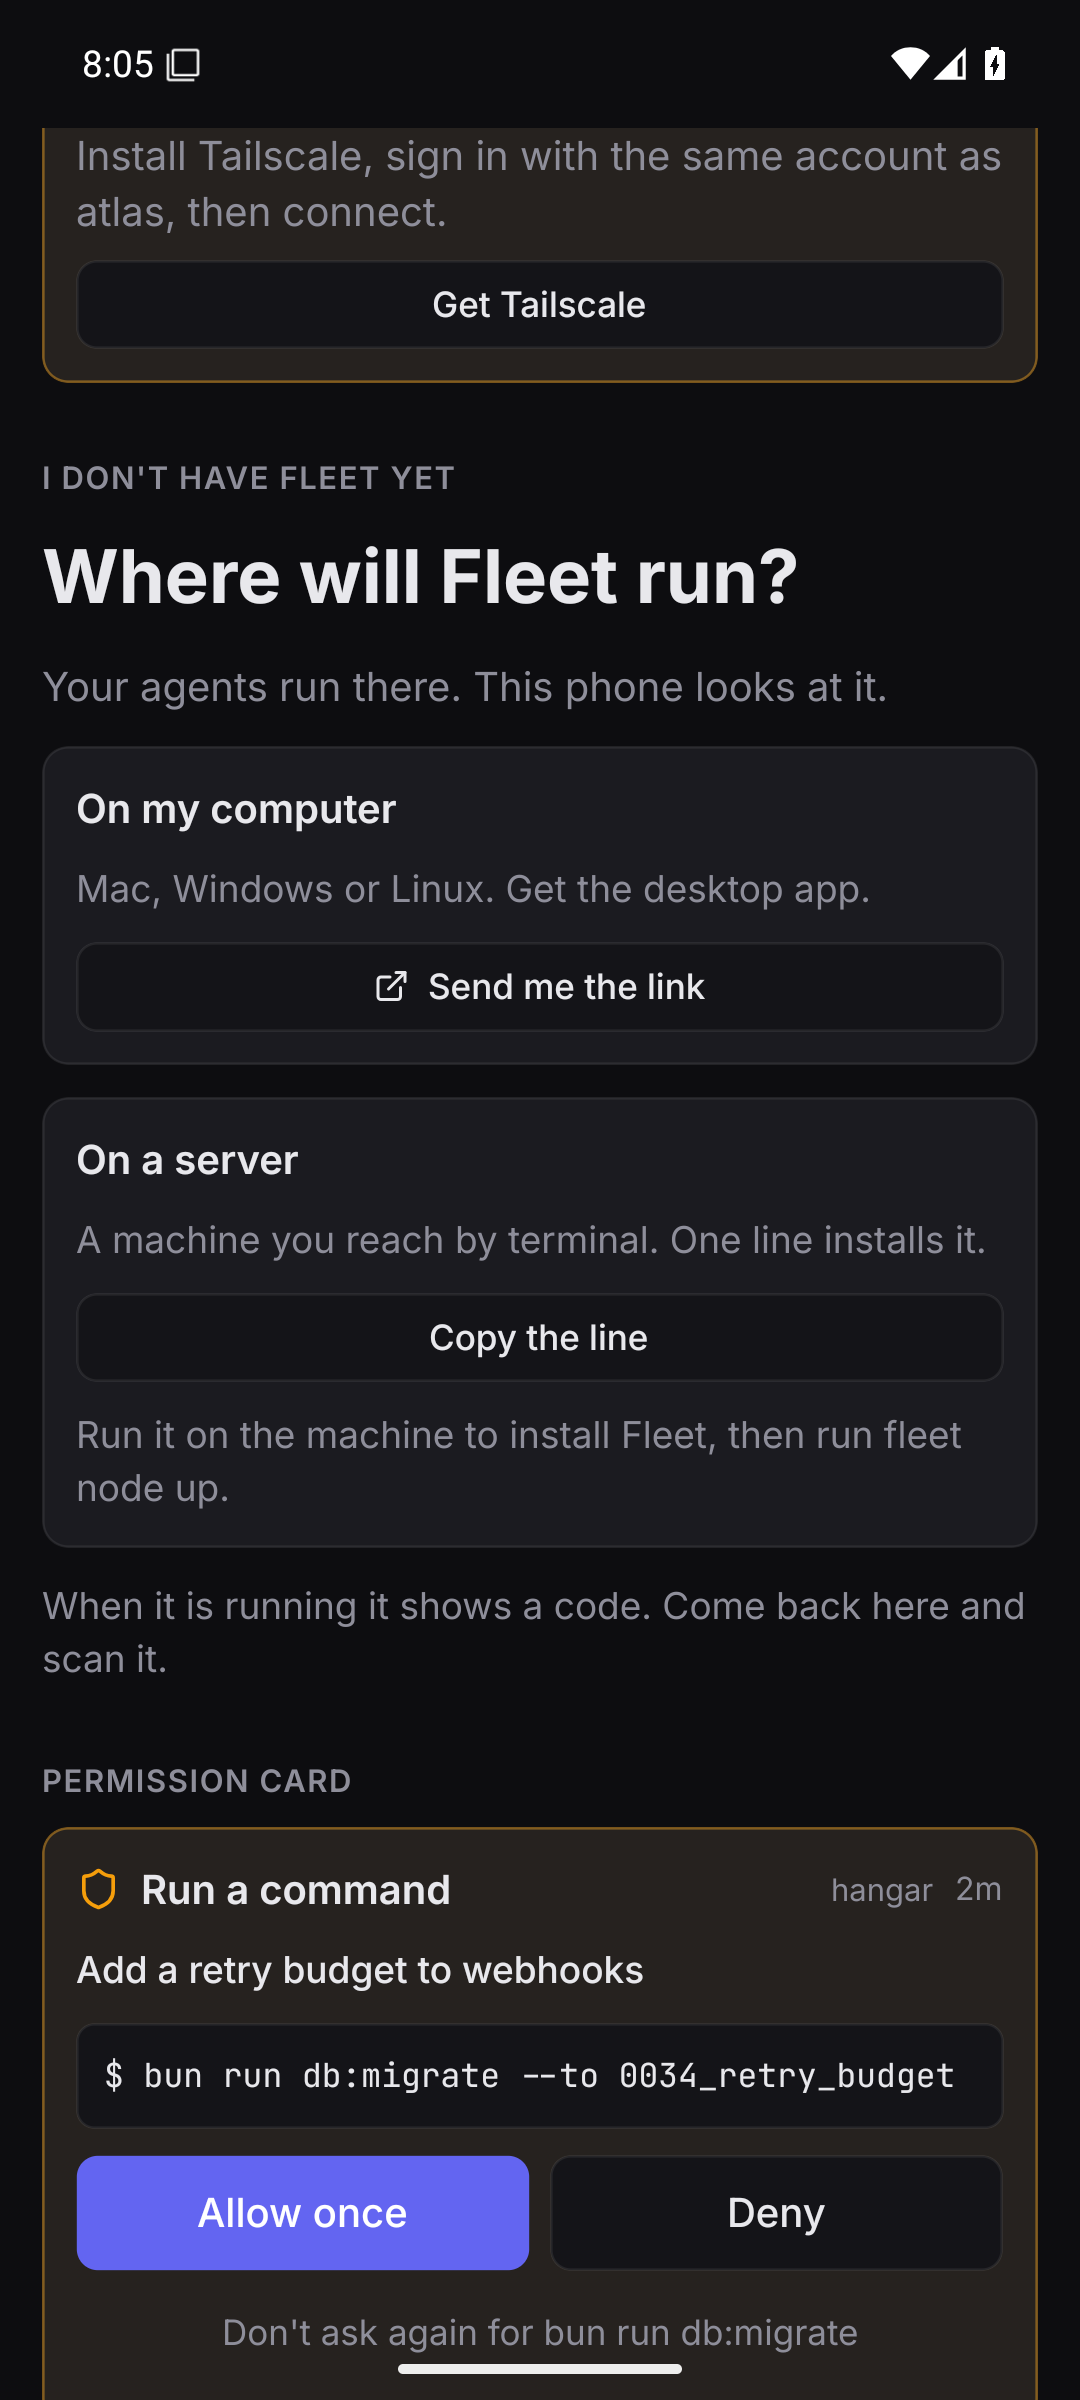 8:05
Install Tailscale, sign in with the same account as
atlas, then connect.
Get Tailscale
I DON'T HAVE FLEET YET
Where will Fleet run?
Your agents run there. This phone looks at it.
On my computer
Mac, Windows or Linux. Get the desktop app.
Send me the link
On a server
A machine you reach by terminal. One line installs it.
Copy the line
Run it on the machine to install Fleet, then run fleet
node up.
When it is running it shows a code. Come back here and
scan it.
PERMISSION CARD
Run a command hangar 2m
Add a retry budget to webhooks
$ bun run db:migrate --to 0034_retry_budget
Allow once Deny
Don't ask again for bun run db:migrate